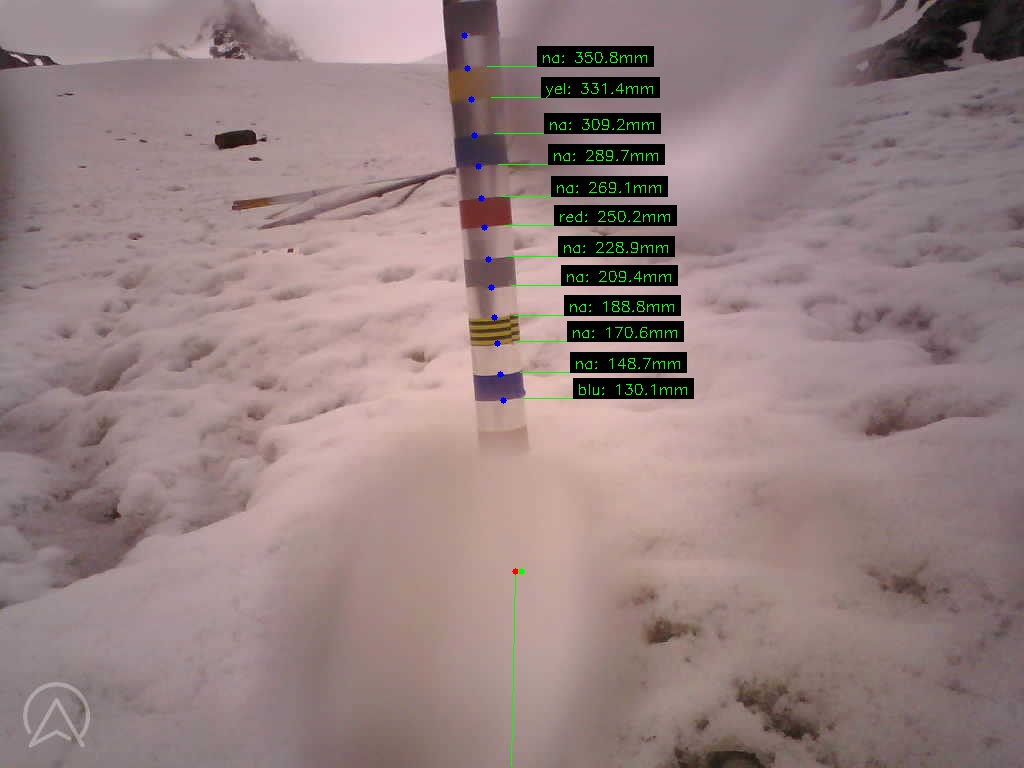 na: 350.8mm
yel: 331.4mm
na: 309.2mm
na: 289.7mm
na: 269.1mm
red: 250.2mm
na: 228.9mm
na: 209.4mm
na: 188.8mm
na: 170.6mm
na: 148.7mm
blu: 130.1mm